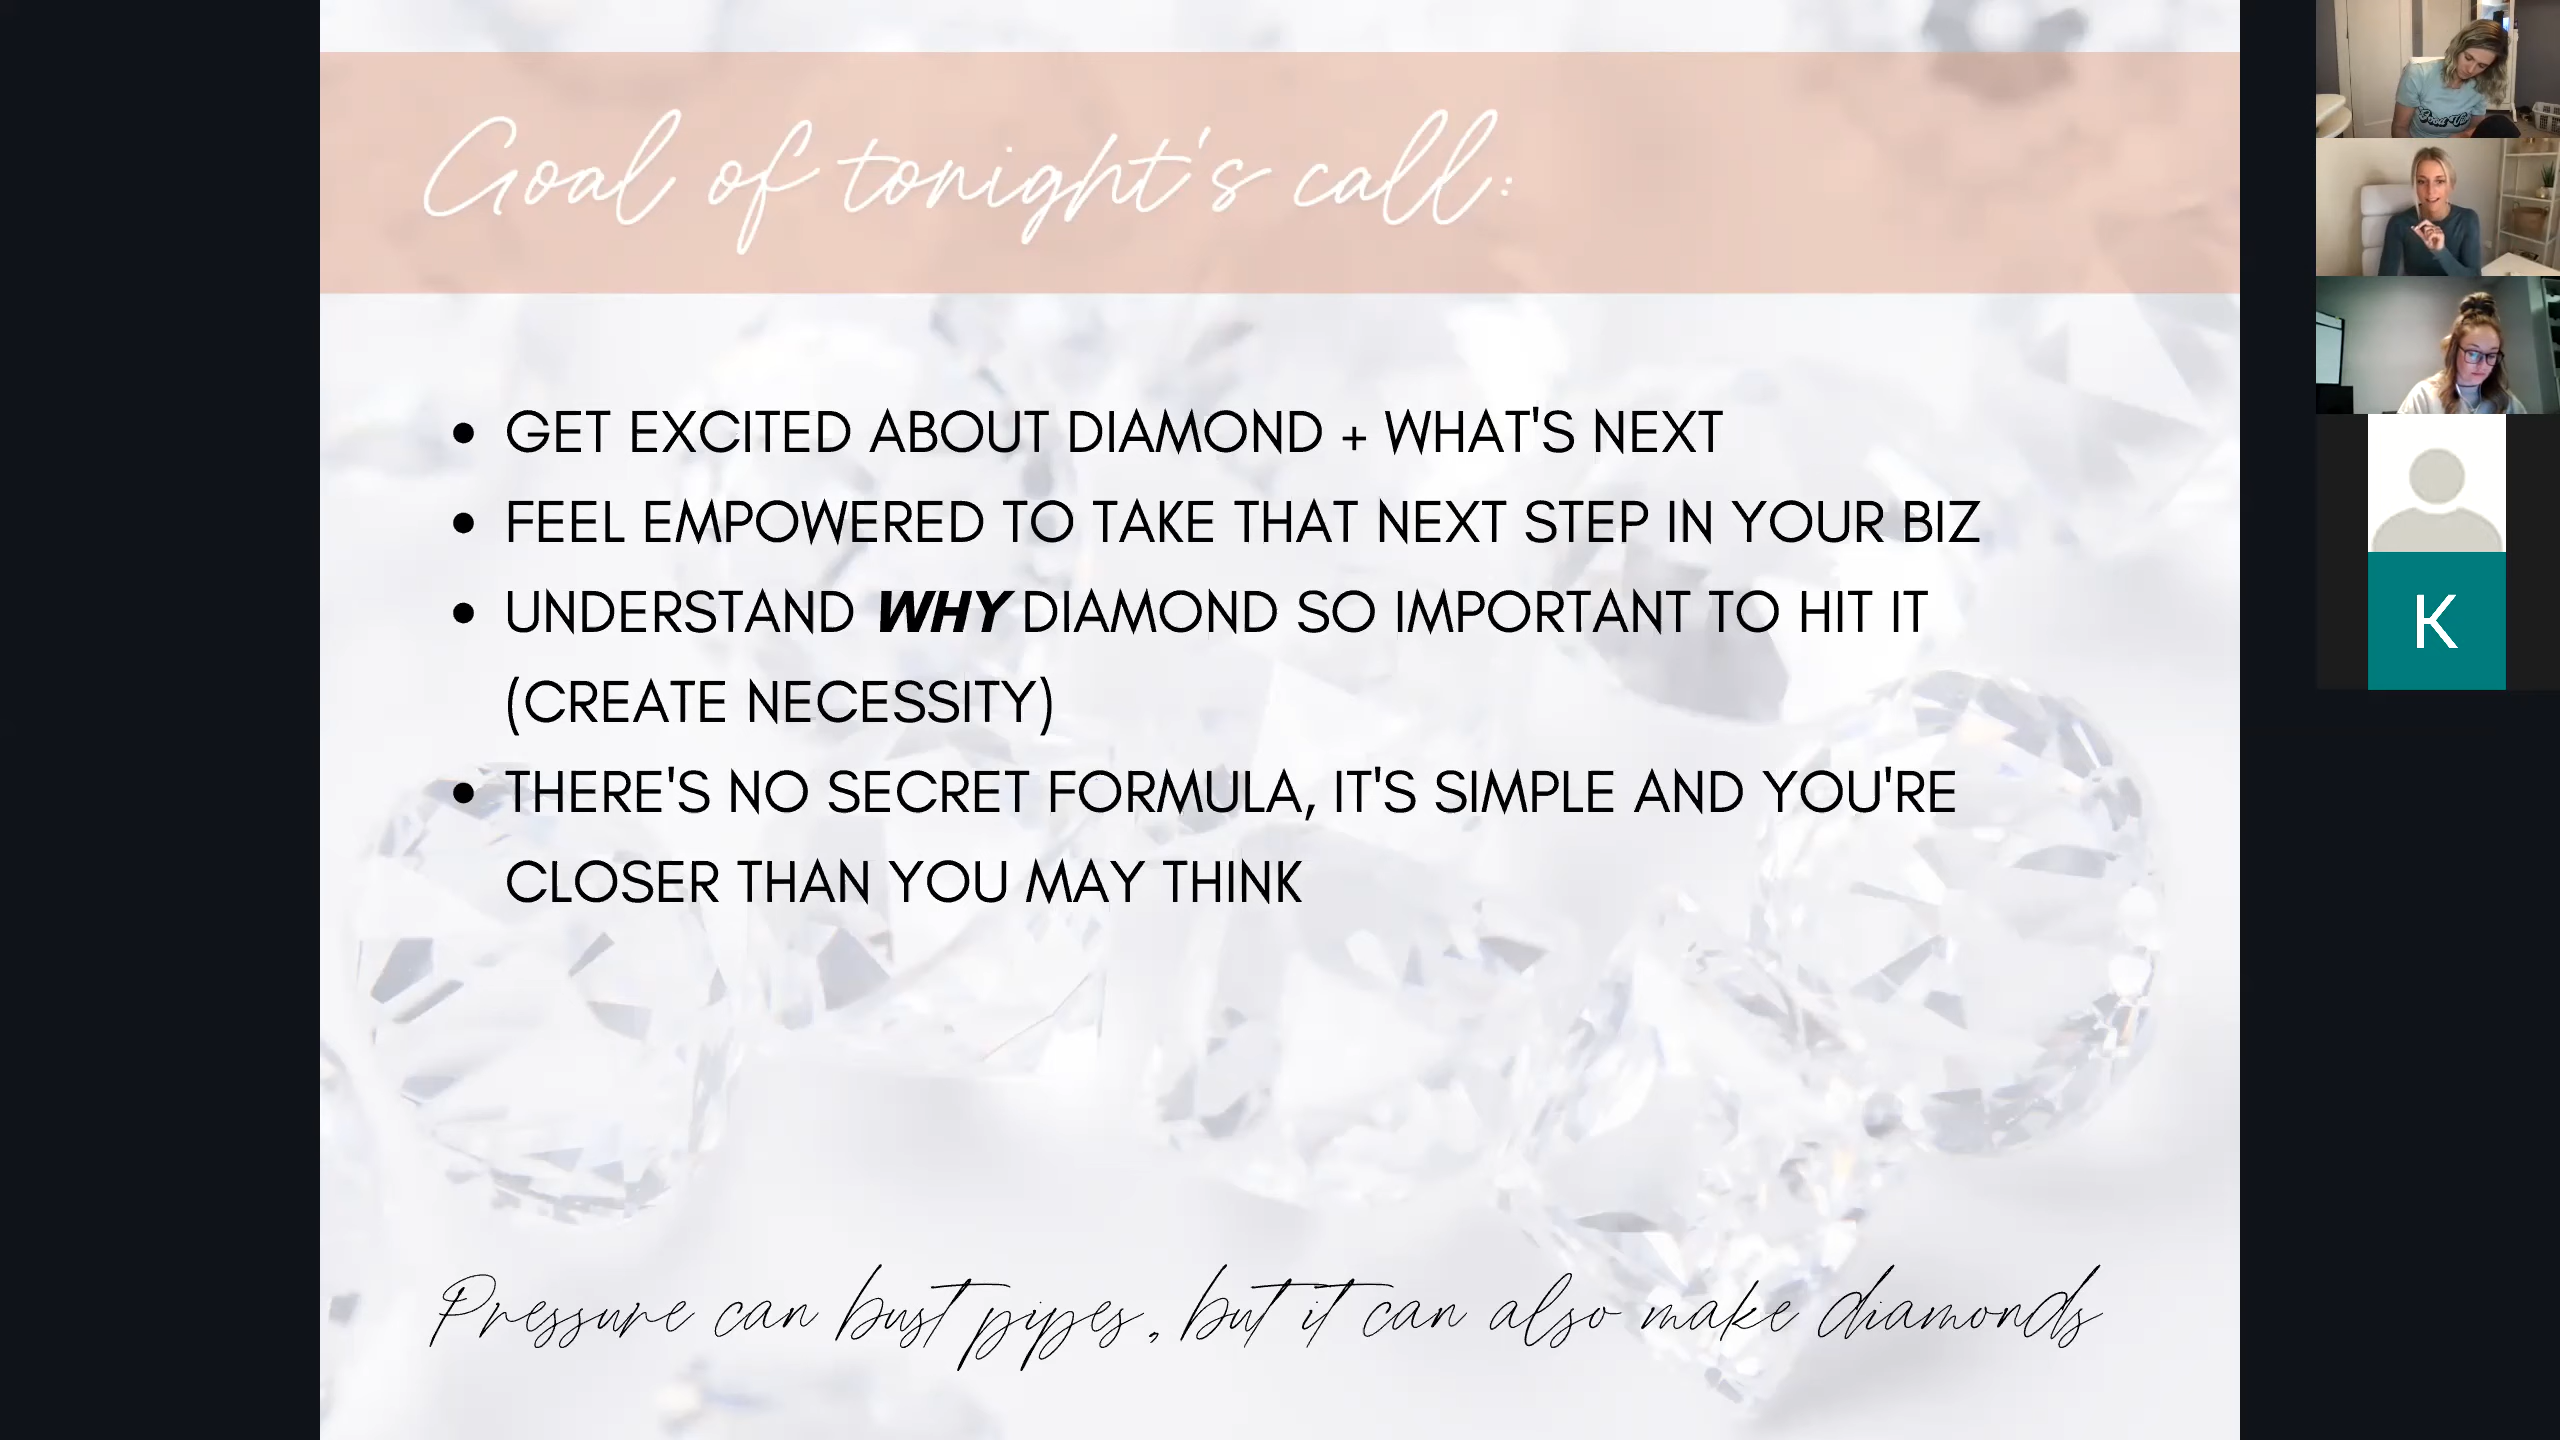 Goal of tonight's call:
• GET EXCITED ABOUT DIAMOND + WHAT'S NEXT
• FEEL EMPOWERED TO TAKE THAT NEXT STEP IN YOUR BIZ
• UNDERSTAND WHY DIAMOND SO IMPORTANT TO HIT IT
(CREATE NECESSITY)
• THERE'S NO SECRET FORMULA, IT'S SIMPLE AND YOU'RE
CLOSER THAN YOU MAY THINK
Pressure can bust pipes, but it can also make diamonds
K